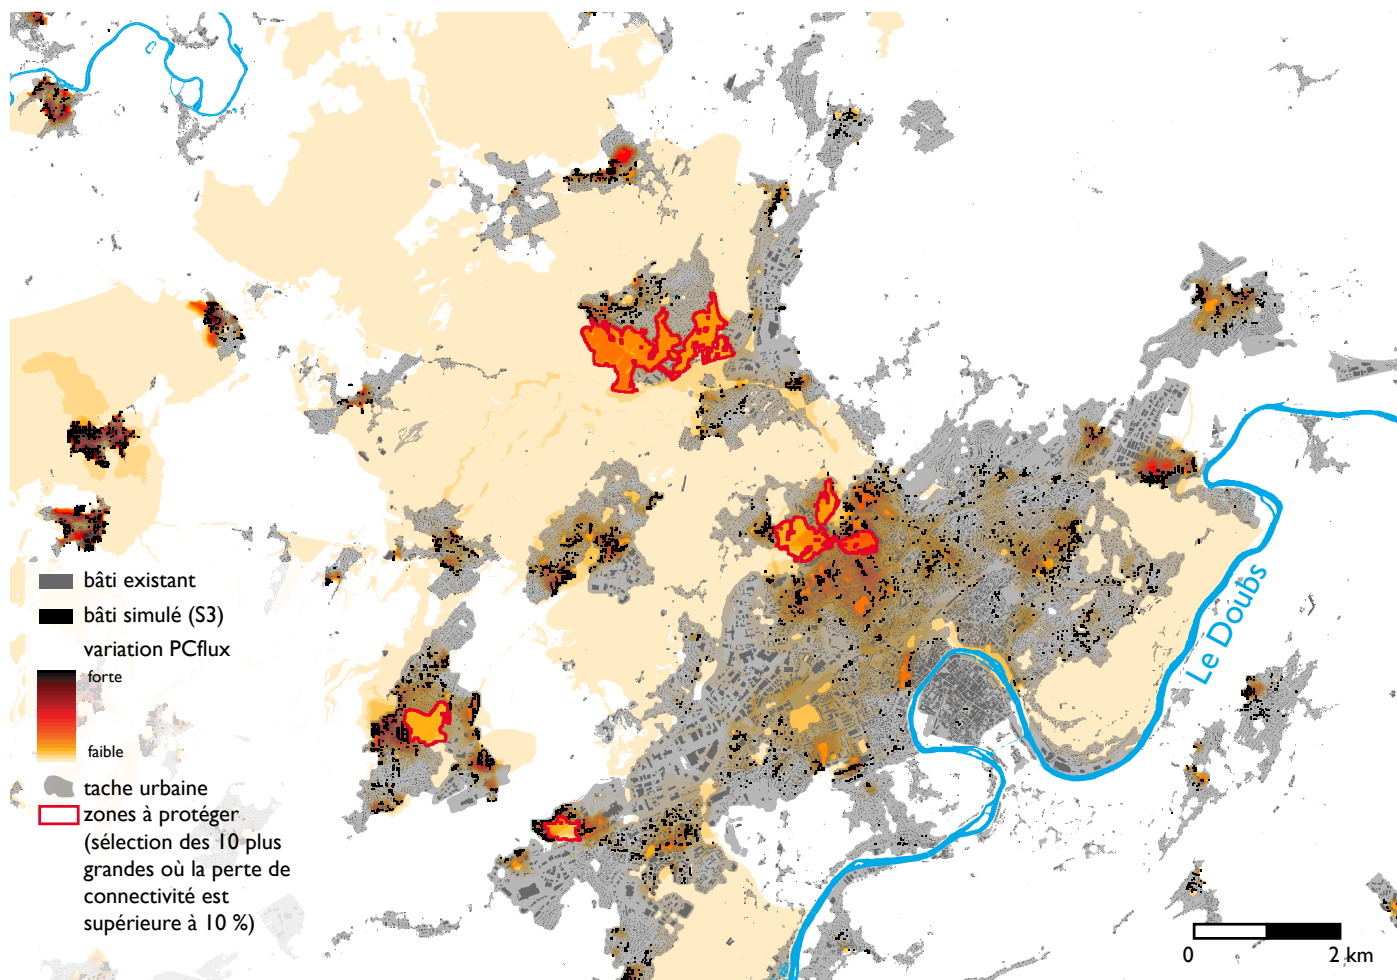 bâti existant
bâti simulé (S3)
variation PCflux
forte
faible
tache urbaine
zones à protéger
(sélection des 10 plus
grandes où la perte de
connectivité est
supérieure à 10 %)
Le Doubs
0
2 km